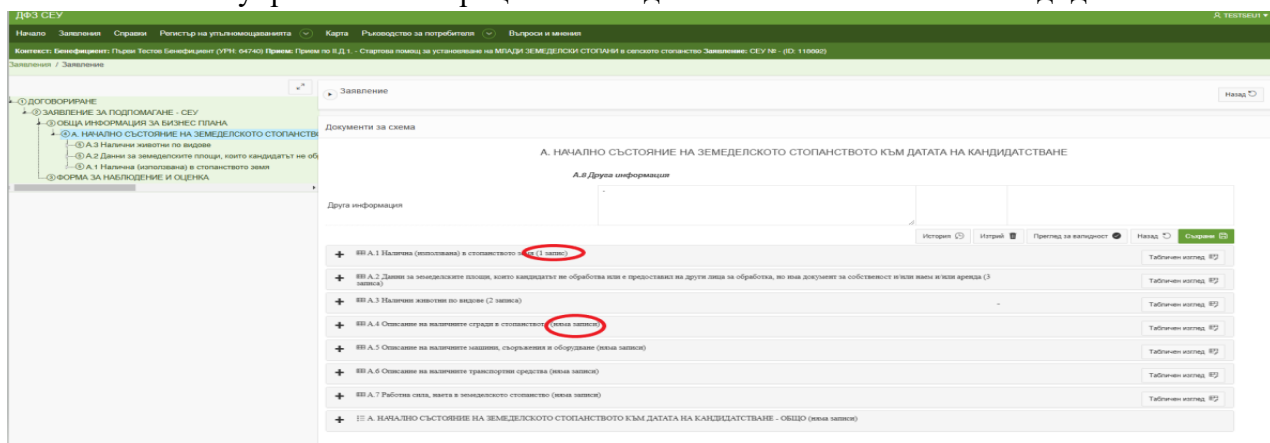 ДФЗ СЕУ
TESTSEU1
Начало Заявления Справки Регистър на упълномощаванията Карта Ръководство за потребителя Въпроси и мнения
Контекст: Бенефициент: Първи Тестов Бенефициент (УРН: 64740) Прием: Прием по II.Д.1. - Стартова помощ за установяване на МЛАДИ ЗЕМЕДЕЛСКИ СТОПАНИ в селското стопанство Заявление: СЕУ № - (ID: 116692)
Заявления / Заявление
1 ДОГОВОРИРАНЕ
2 ЗАЯВЛЕНИЕ ЗА ПОДПОМАГАНЕ - СЕУ
3 ОБЩА ИНФОРМАЦИЯ ЗА БИЗНЕС ПЛАНА
А. НАЧАЛНО СЪСТОЯНИЕ НА ЗЕМЕДЕЛСКОТО СТОПАНСТВ
А.3 Налични животни по видове
А.2 Данни за земеделските площи, които кандидатът не об
А.1 Налична (използвана) в стопанството земя
3 ФОРМА ЗА НАБЛЮДЕНИЕ И ОЦЕНКА
Заявление
Назад
Документи за схема
А. НАЧАЛНО СЪСТОЯНИЕ НА ЗЕМЕДЕЛСКОТО СТОПАНСТВОТО КЪМ ДАТАТА НА КАНДИДАТСТВАНЕ
А.8 Друга информация
Друга информация
-
История Изтрий Преглед за валидност Назад Съхрани
А.1 Налична (използвана) в стопанството земя (1 запис) Табличен изглед
А.2 Данни за земеделските площи, които кандидатът не обработва или е предоставил на други лица за обработка, но има документ за собственост и/или наем и/или аренда (3
записа) Табличен изглед
А.3 Налични животни по видове (2 записа) Табличен изглед
А.4 Описание на наличните сгради в стопанството (няма записи) Табличен изглед
А.5 Описание на наличните машини, съоръжения и оборудване (няма записи) Табличен изглед
А.6 Описание на наличните транспортни средства (няма записи) Табличен изглед
А.7 Работна сила, наета в земеделското стопанство (няма записи) Табличен изглед
А. НАЧАЛНО СЪСТОЯНИЕ НА ЗЕМЕДЕЛСКОТО СТОПАНСТВОТО КЪМ ДАТАТА НА КАНДИДАТСТВАНЕ - ОБЩО (няма записи)